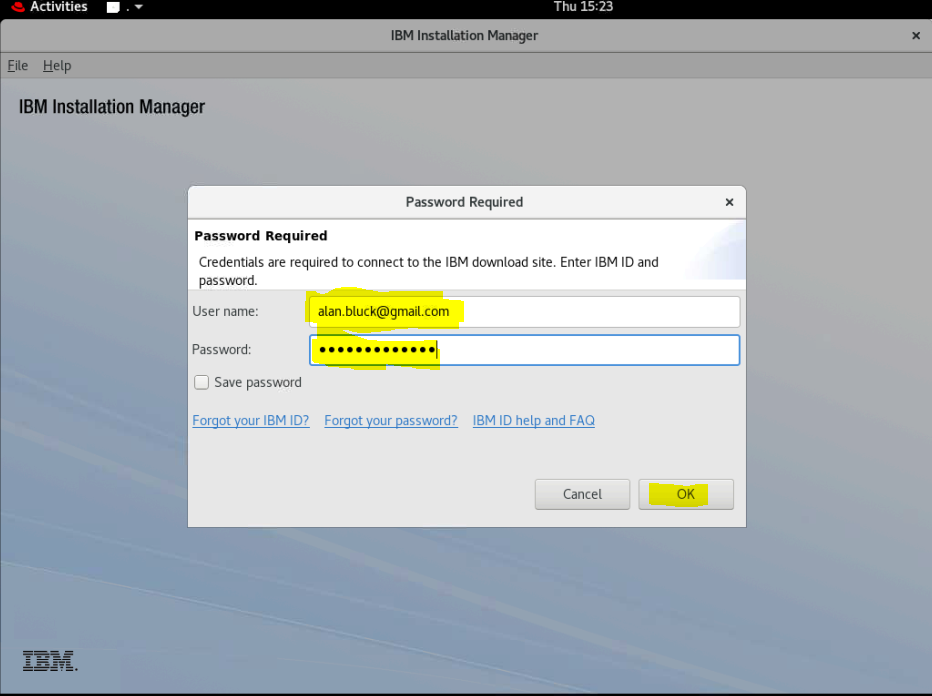 Activities . Thu 15:23
IBM Installation Manager ×
File Help
IBM Installation Manager
Password Required ×
Password Required
Credentials are required to connect to the IBM download site. Enter IBM ID and
password.
User name: alan.bluck@gmail.com
Password: •••••••••••••
Save password
Forgot your IBM ID? Forgot your password? IBM ID help and FAQ
Cancel OK
IBM.